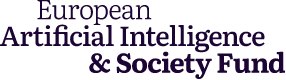 European
Artificial Intelligence
& Society Fund